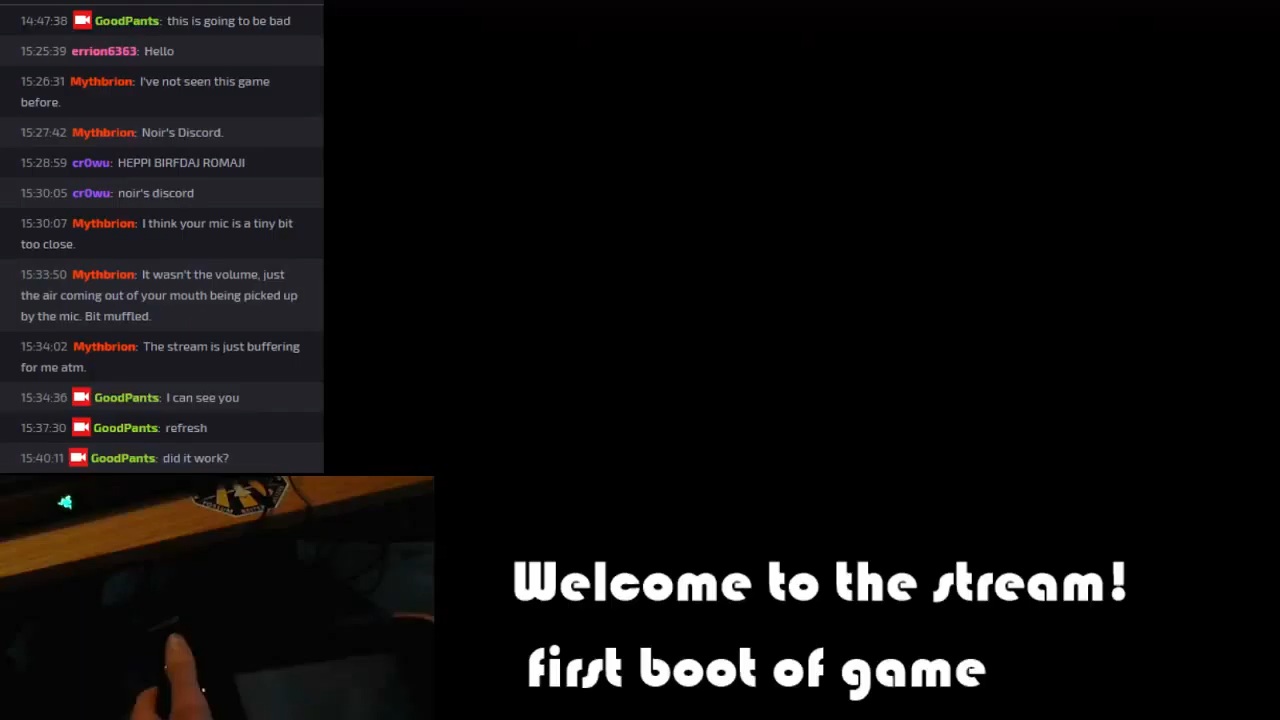 14:47:38 GoodPants: this is going to be bad
15:25:39 errion6363: Hello
15:26:31 Mythbrion: I've not seen this game
before.
15:27:42 Mythbrion: Noir's Discord.
15:28:59 cr0wu: HEPPI BIRFDAJ ROMAJI
15:30:05 cr0wu: noir's discord
15:30:07 Mythbrion: I think your mic is a tiny bit
too close.
15:33:50 Mythbrion: It wasn't the volume, just
the air coming out of your mouth being picked up
by the mic. Bit muffled.
15:34:02 Mythbrion: The stream is just buffering
for me atm.
15:34:36 GoodPants: I can see you
15:37:30 GoodPants: refresh
15:40:11 GoodPants: did it work?
Welcome to the stream!
first boot of game